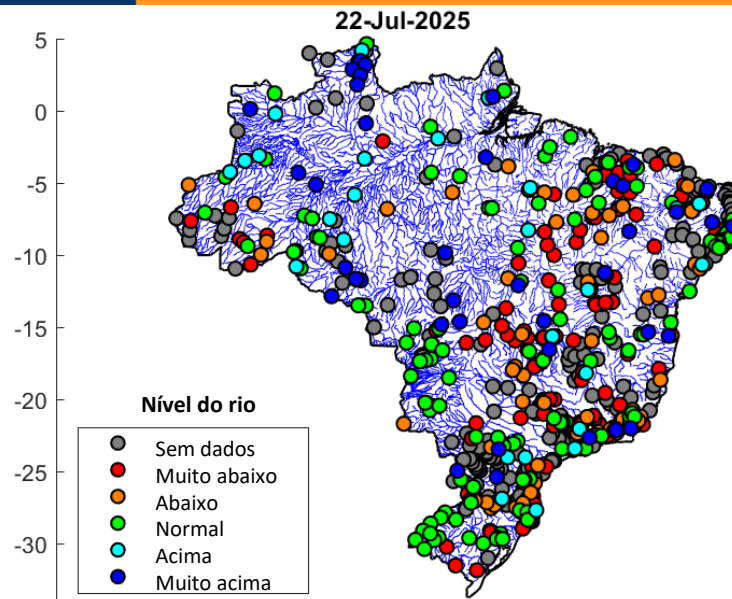 22-Jul-2025
5
0
-5
-10
-15
-20
-25
-30
Nível do rio
Sem dados
Muito abaixo
Abaixo
Normal
Acima
Muito acima